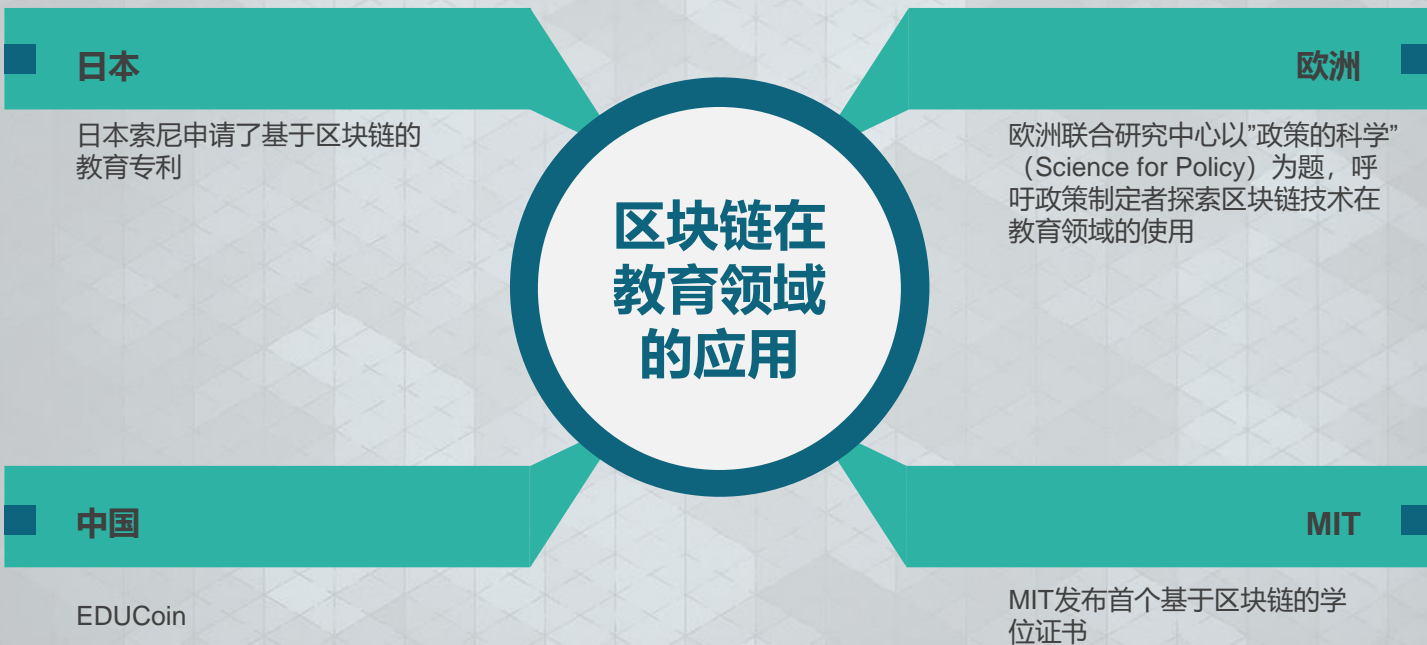 日本
日本索尼申请了基于区块链的
教育专利
欧洲
欧洲联合研究中心以”政策的科学”
（Science for Policy）为题，呼
吁政策制定者探索区块链技术在
教育领域的使用
区块链在
教育领域
的应用
中国
EDUCoin
MIT
MIT发布首个基于区块链的学
位证书